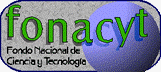 fonacyt
Fondo Nacional de
Ciencia y Tecnología